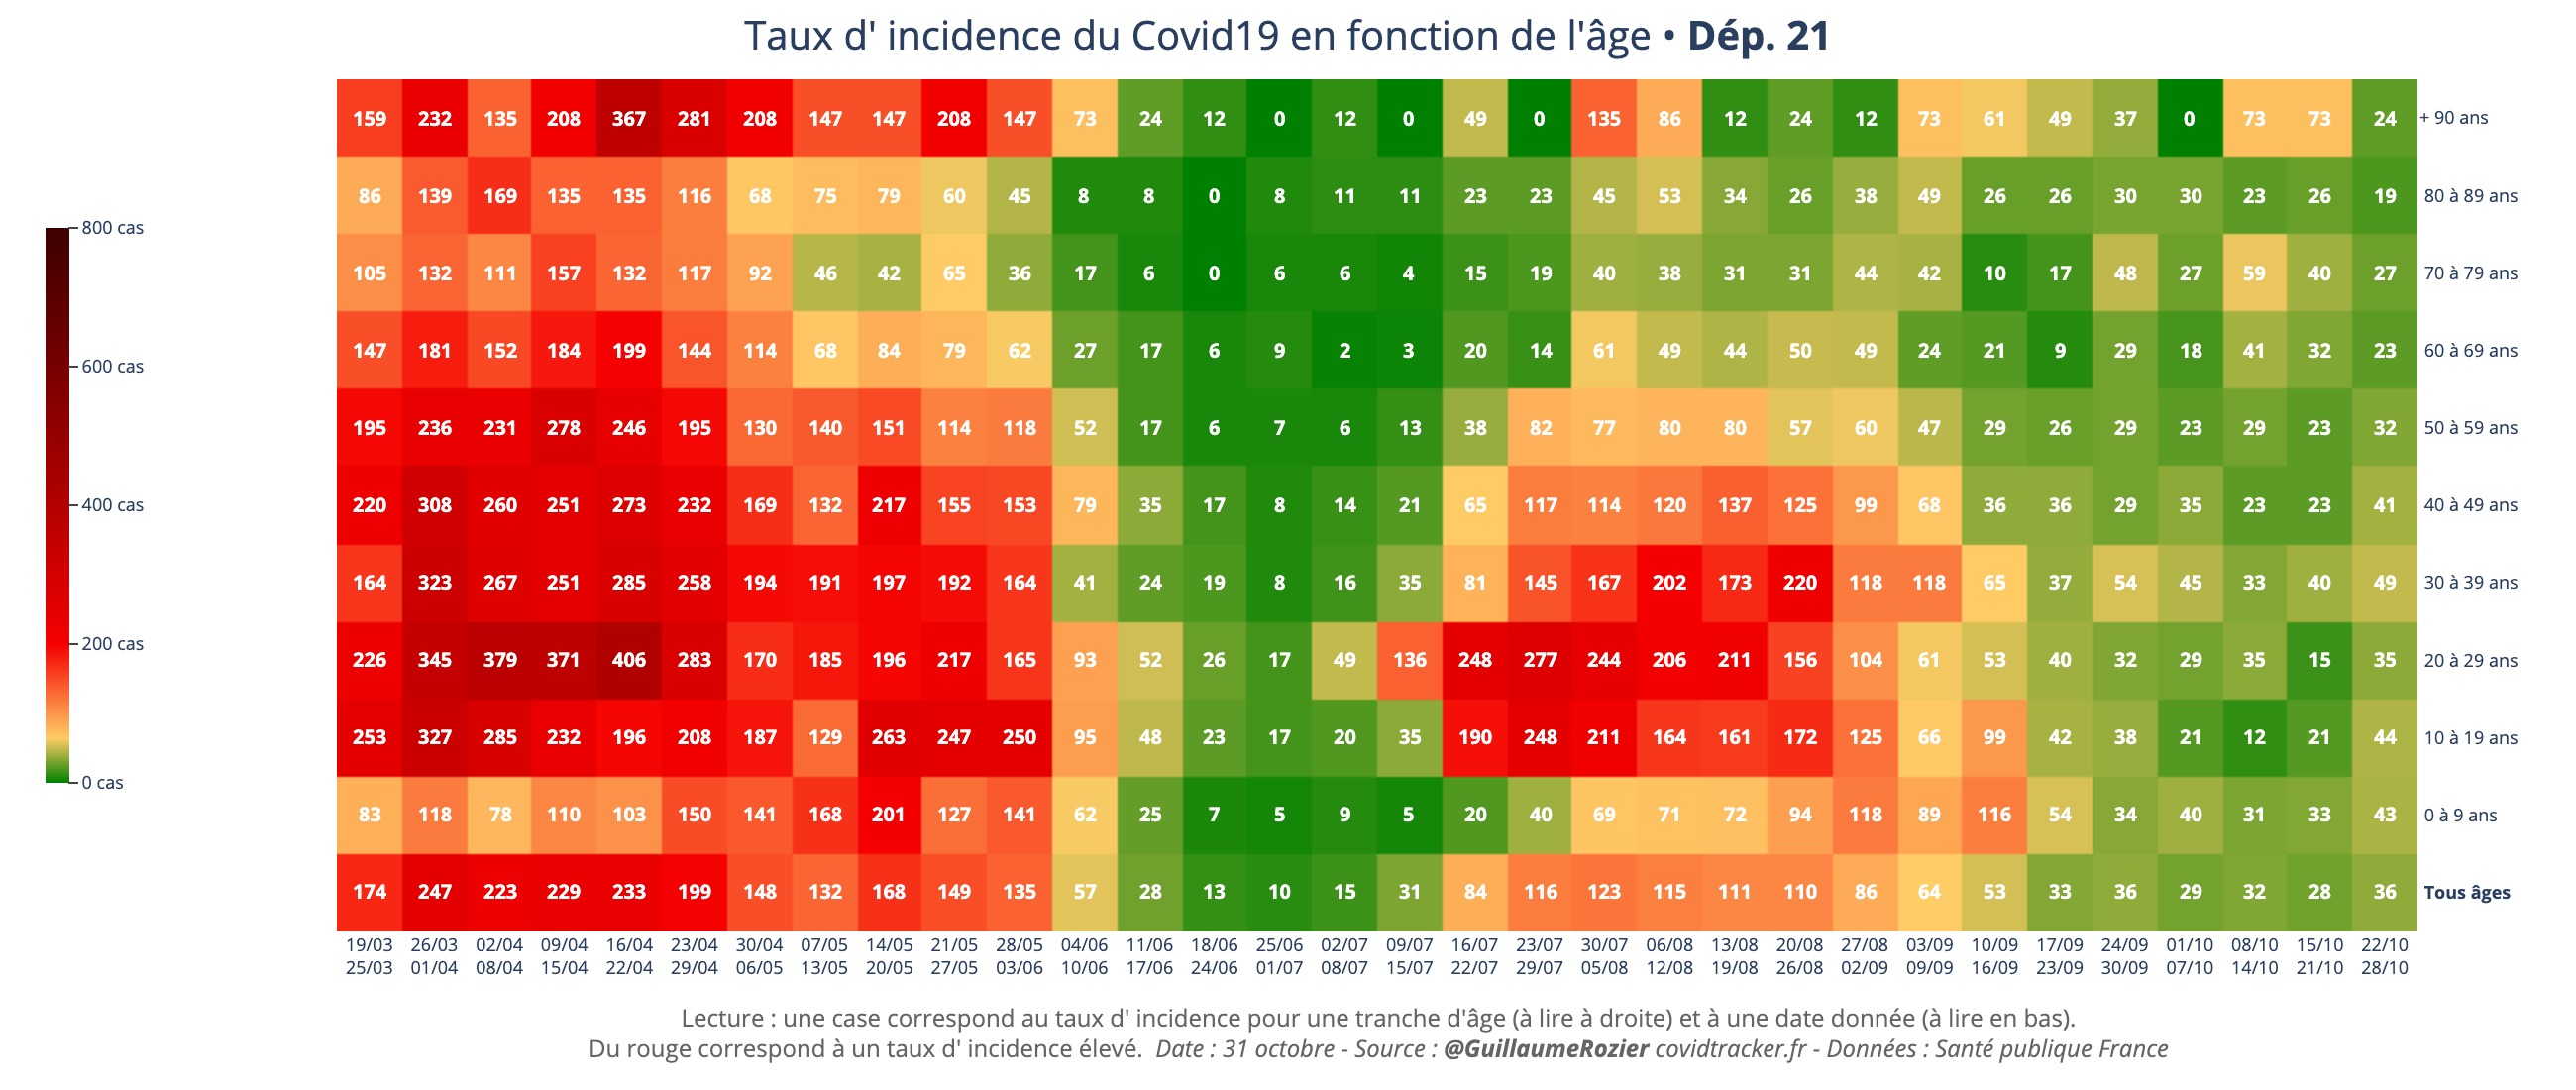 Taux d' incidence du Covid19 en fonction de l'âge • Dép. 21
159 232 135 208 367 281 208 147 147 208 147 73 24 12 0 12 0 49 0 135 86 12 24 12 73 61 49 37 0 73 73 24 + 90 ans
86 139 169 135 135 116 68 75 79 60 45 8 8 0 8 11 11 23 23 45 53 34 26 38 49 26 26 30 30 23 26 19 80 à 89 ans
800 cas
105 132 111 157 132 117 92 46 42 65 36 17 6 0 6 6 4 15 19 40 38 31 31 44 42 10 17 48 27 59 40 27 70 à 79 ans
147 181 152 184 199 144 114 68 84 79 62 27 17 6 9 2 3 20 14 61 49 44 50 49 24 21 9 29 18 41 32 23 60 à 69 ans
600 cas
195 236 231 278 246 195 130 140 151 114 118 52 17 6 7 6 13 38 82 77 80 80 57 60 47 29 26 29 23 29 23 32 50 à 59 ans
400 cas
220 308 260 251 273 232 169 132 217 155 153 79 35 17 8 14 21 65 117 114 120 137 125 99 68 36 36 29 35 23 23 41 40 à 49 ans
164 323 267 251 285 258 194 191 197 192 164 41 24 19 8 16 35 81 145 167 202 173 220 118 118 65 37 54 45 33 40 49 30 à 39 ans
200 cas
226 345 379 371 406 283 170 185 196 217 165 93 52 26 17 49 136 248 277 244 206 211 156 104 61 53 40 32 29 35 15 35 20 à 29 ans
253 327 285 232 196 208 187 129 263 247 250 95 48 23 17 20 35 190 248 211 164 161 172 125 66 99 42 38 21 12 21 44 10 à 19 ans
0 cas
83 118 78 110 103 150 141 168 201 127 141 62 25 7 5 9 5 20 40 69 71 72 94 118 89 116 54 34 40 31 33 43 0 à 9 ans
174 247 223 229 233 199 148 132 168 149 135 57 28 13 10 15 31 84 116 123 115 111 110 86 64 53 33 36 29 32 28 36 Tous âges
19/03 26/03 02/04 09/04 16/04 23/04 30/04 07/05 14/05 21/05 28/05 04/06 11/06 18/06 25/06 02/07 09/07 16/07 23/07 30/07 06/08 13/08 20/08 27/08 03/09 10/09 17/09 24/09 01/10 08/10 15/10 22/10
25/03 01/04 08/04 15/04 22/04 29/04 06/05 13/05 20/05 27/05 03/06 10/06 17/06 24/06 01/07 08/07 15/07 22/07 29/07 05/08 12/08 19/08 26/08 02/09 09/09 16/09 23/09 30/09 07/10 14/10 21/10 28/10
Lecture : une case correspond au taux d' incidence pour une tranche d'âge (à lire à droite) et à une date donnée (à lire en bas).
Du rouge correspond à un taux d' incidence élevé. Date : 31 octobre - Source : @GuillaumeRozier covidtracker.fr - Données : Santé publique France